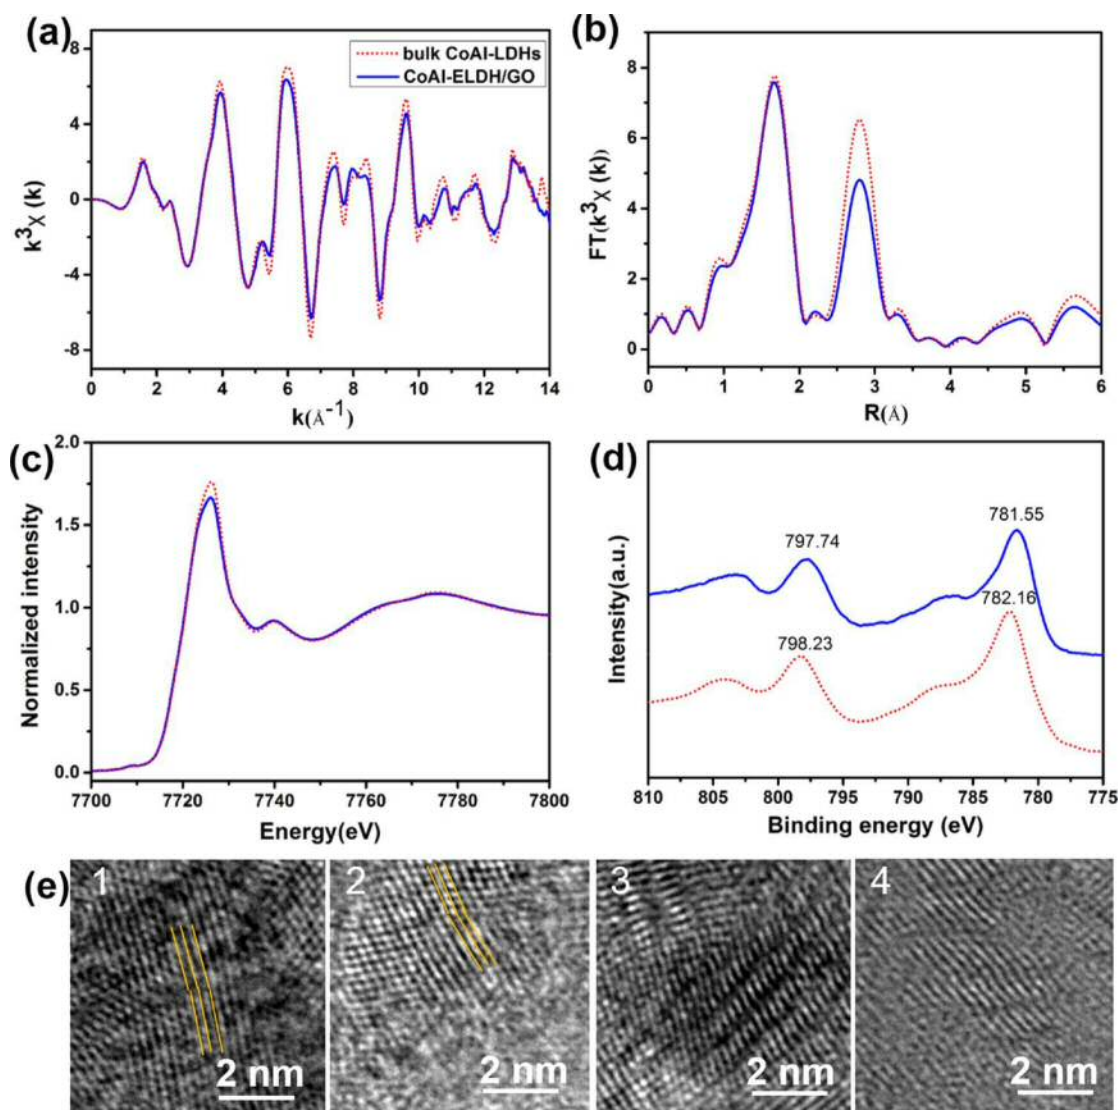 (a)
8
4
0
-4
-8
k³χ (k)
bulk CoAl-LDHs
CoAl-ELDH/GO
0 2 4 6 8 10 12 14
k(Å⁻¹)
(b)
8
6
4
2
0
FT(k³χ (k))
0 1 2 3 4 5 6
R(Å)
(c)
2.0
1.5
1.0
0.5
0.0
Normalized intensity
7700 7720 7740 7760 7780 7800
Energy(eV)
(d)
Intensity(a.u.)
781.55
797.74
782.16
798.23
810 805 800 795 790 785 780 775
Binding energy (eV)
(e)
1
2 nm
2
2 nm
3
2 nm
4
2 nm